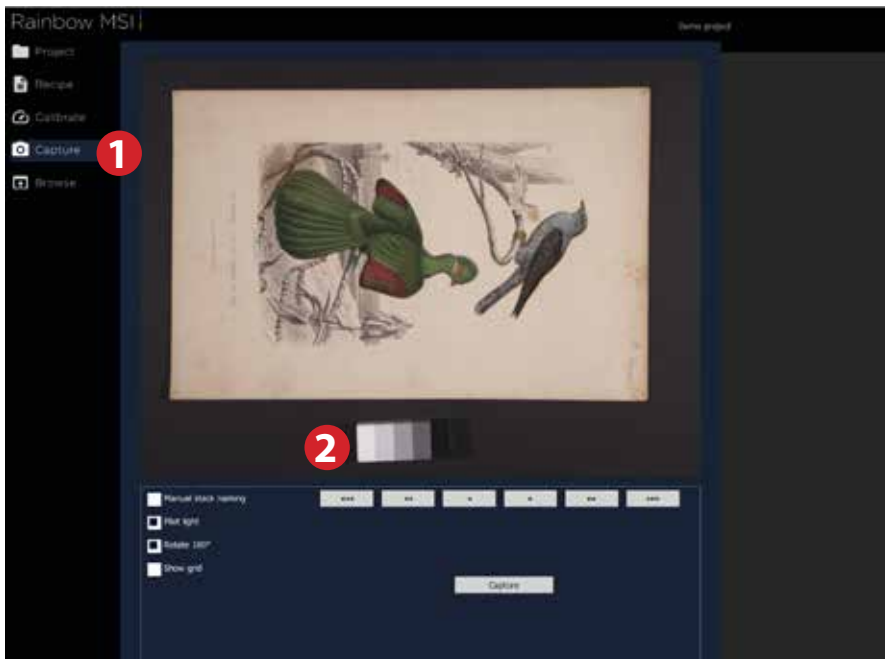 Rainbow MSI
Demo project
Project
Recipe
Calibrate
Capture
1
Browse
2
Manual stack naming
Pilot light
Rotate 180°
Show grid
Capture